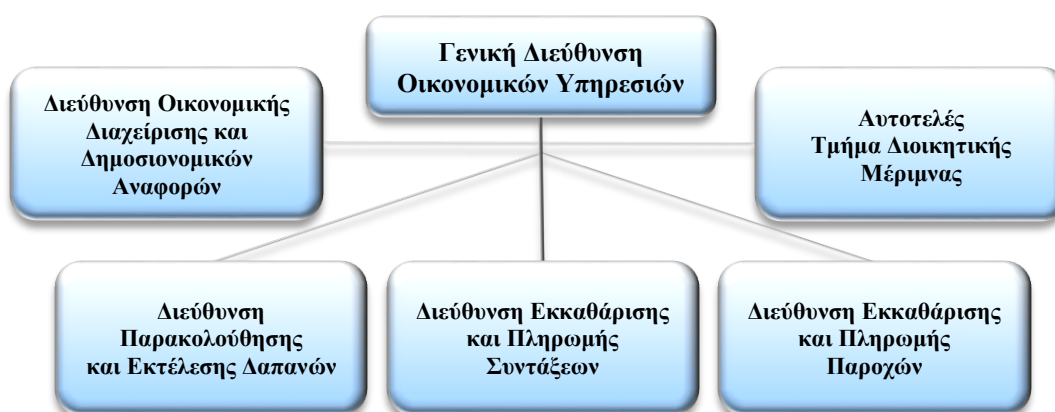 Γενική Διεύθυνση
Οικονομικών Υπηρεσιών
Διεύθυνση Οικονομικής
Διαχείρισης και
Δημοσιονομικών
Αναφορών
Αυτοτελές
Τμήμα Διοικητικής
Μέριμνας
Διεύθυνση
Παρακολούθησης
και Εκτέλεσης Δαπανών
Διεύθυνση Εκκαθάρισης
και Πληρωμής
Συντάξεων
Διεύθυνση Εκκαθάρισης
και Πληρωμής
Παροχών